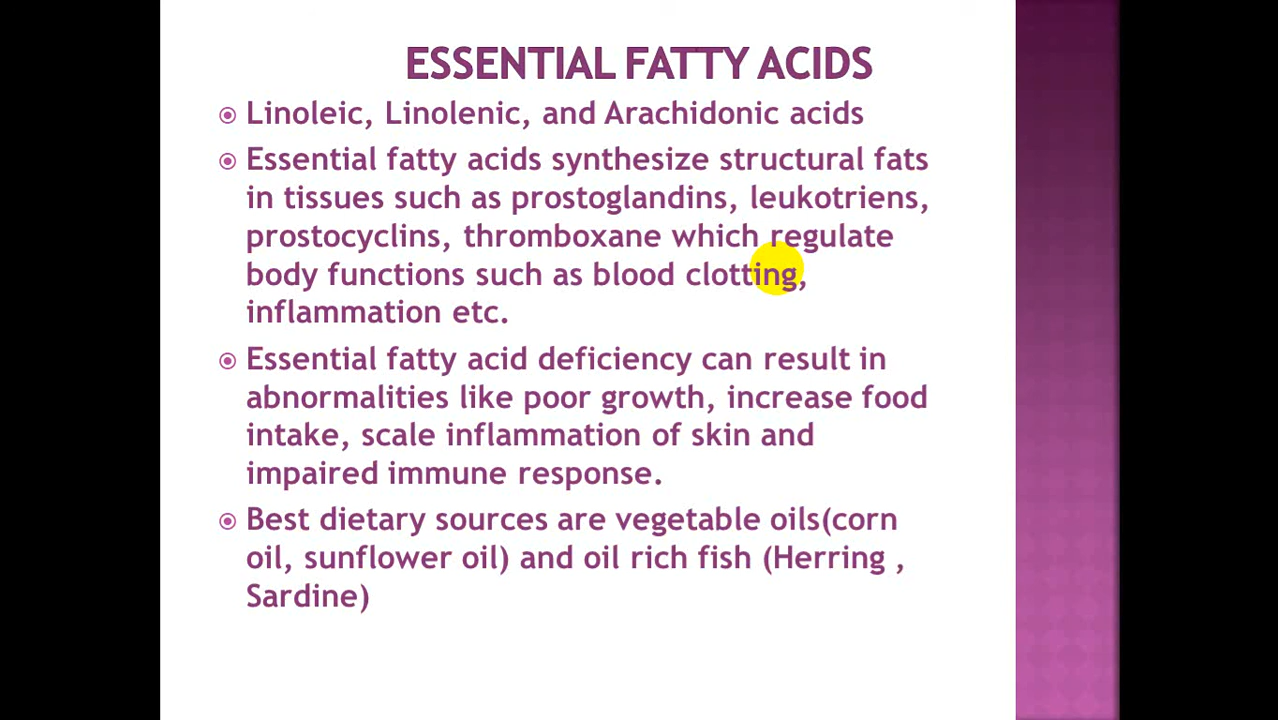 ESSENTIAL FATTY ACIDS
Linoleic, Linolenic, and Arachidonic acids
Essential fatty acids synthesize structural fats
in tissues such as prostoglandins, leukotriens,
prostocyclins, thromboxane which regulate
body functions such as blood clotting,
inflammation etc.
Essential fatty acid deficiency can result in
abnormalities like poor growth, increase food
intake, scale inflammation of skin and
impaired immune response.
Best dietary sources are vegetable oils(corn
oil, sunflower oil) and oil rich fish (Herring ,
Sardine)